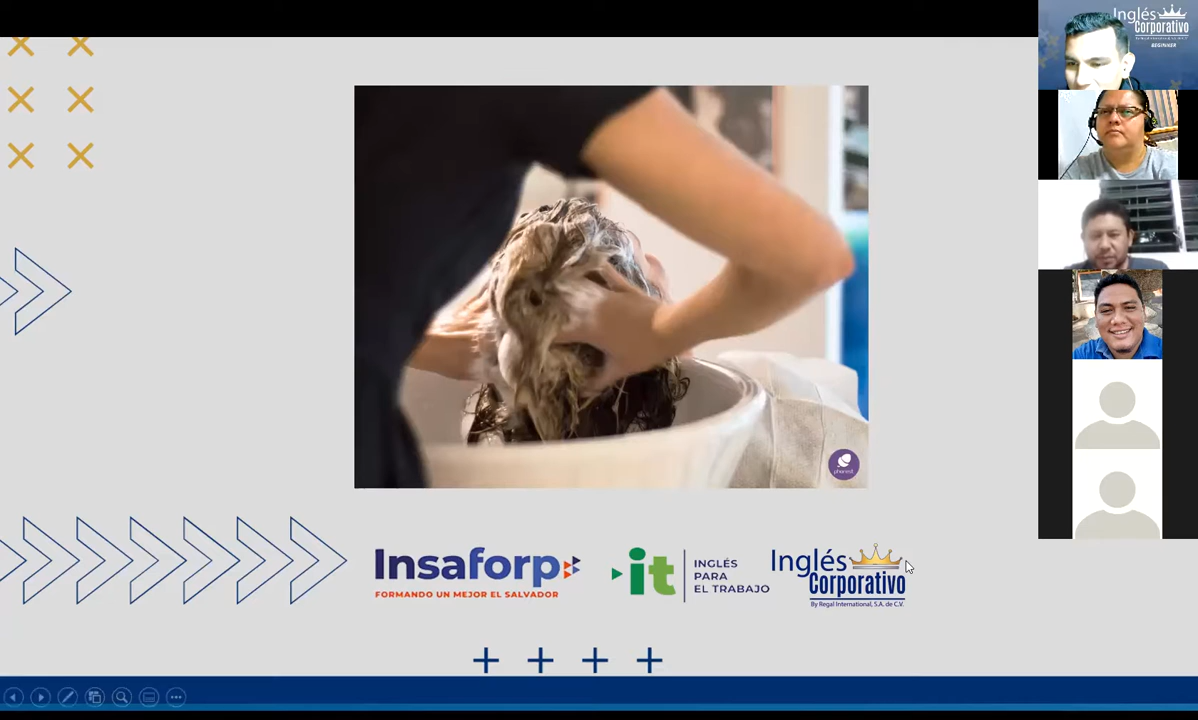 Inglés
Corporativo
BEGINNER
phorest
Insaforp
FORMANDO UN MEJOR EL SALVADOR
it
INGLÉS
PARA
EL TRABAJO
Inglés
Corporativo
By Regal International, S.A. de C.V.